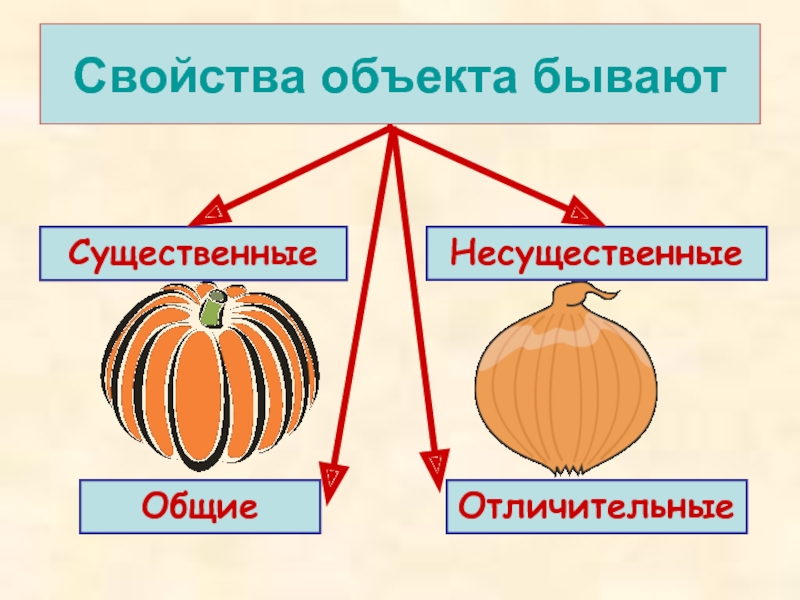 Свойства объекта бывают
Существенные
Несущественные
Общие
Отличительные